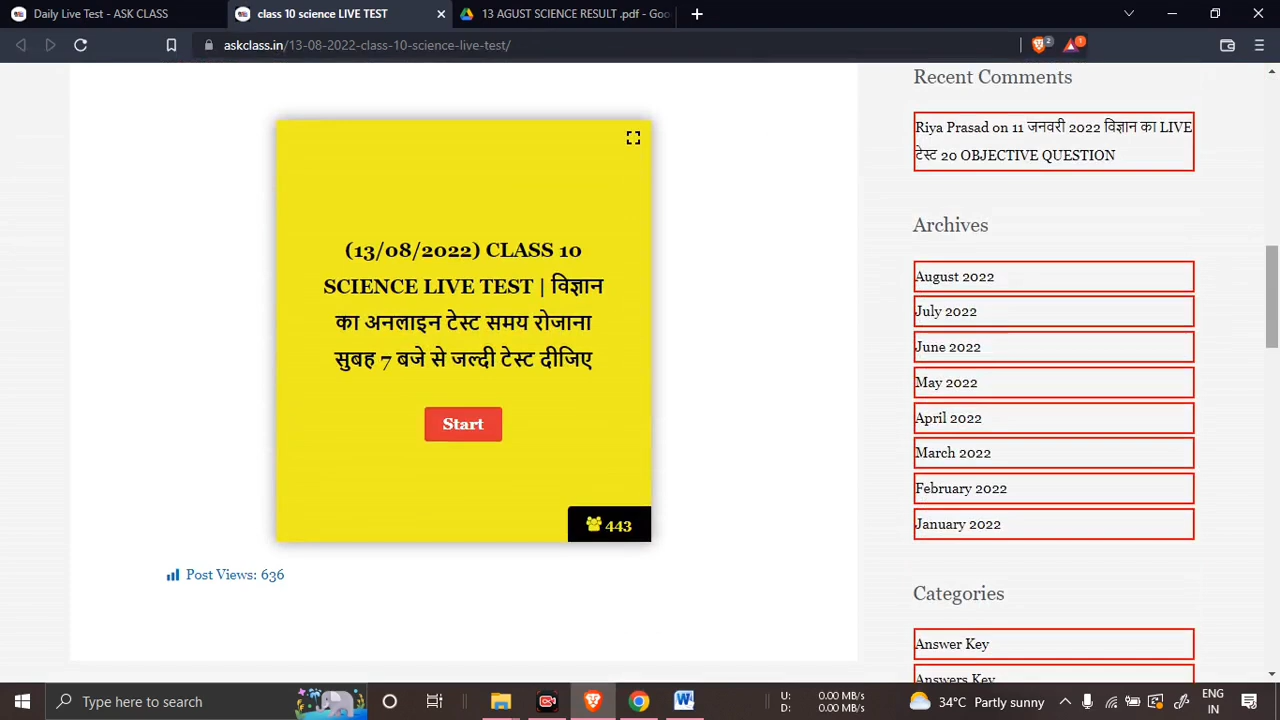 Daily Live Test - ASK CLASS
class 10 science LIVE TEST
13 AGUST SCIENCE RESULT .pdf - Goo
askclass.in/13-08-2022-class-10-science-live-test/
2
1
Recent Comments
Riya Prasad on 11 जनवरी 2022 विज्ञान का LIVE
टेस्ट 20 OBJECTIVE QUESTION
(13/08/2022) CLASS 10
SCIENCE LIVE TEST | विज्ञान
का अनलाइन टेस्ट समय रोजाना
सुबह 7 बजे से जल्दी टेस्ट दीजिए
Start
443
Post Views: 636
Archives
August 2022
July 2022
June 2022
May 2022
April 2022
March 2022
February 2022
January 2022
Categories
Answer Key
Answers Key
Type here to search
U: 0.00 MB/s
D: 0.00 MB/s
34°C Partly sunny
ENG
IN